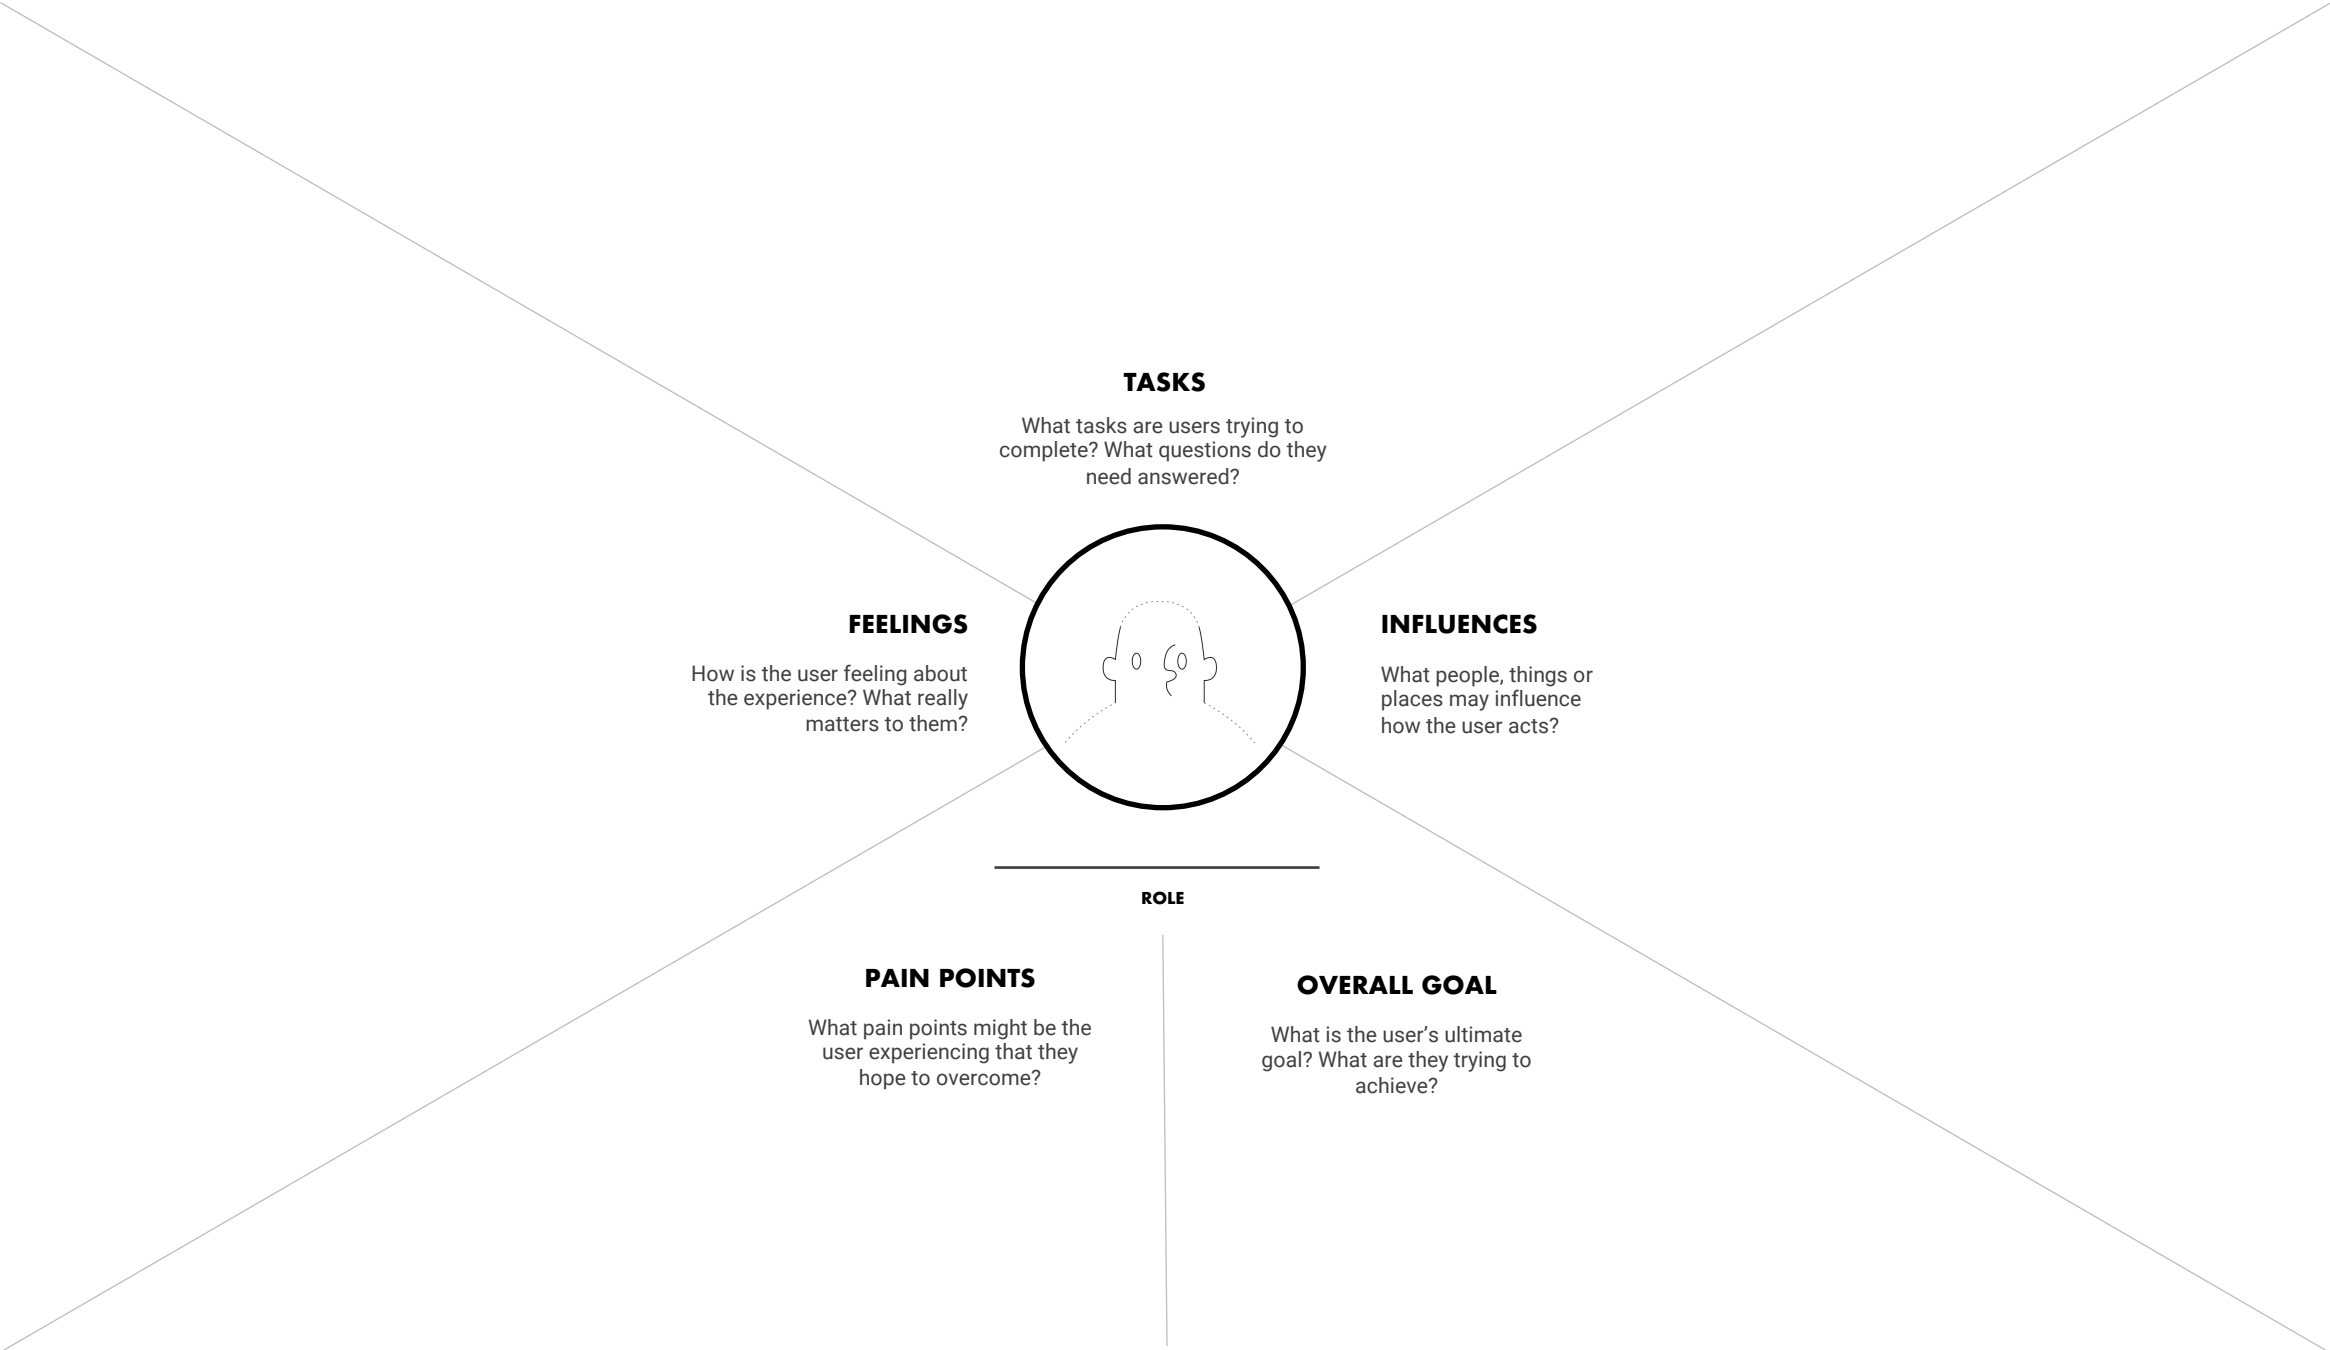 TASKS
What tasks are users trying to
complete? What questions do they
need answered?
FEELINGS
How is the user feeling about
the experience? What really
matters to them?
INFLUENCES
What people, things or
places may influence
how the user acts?
ROLE
PAIN POINTS
What pain points might be the
user experiencing that they
hope to overcome?
OVERALL GOAL
What is the user’s ultimate
goal? What are they trying to
achieve?